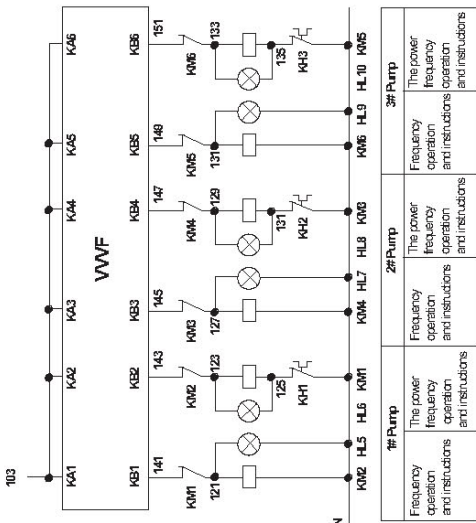 103
KA1 KA2 KA3 KA4 KA5 KA6
VVVF
KB1 KB2 KB3 KB4 KB5 KB6
141 143 145 147 149 151
KM1 KM2 KM3 KM4 KM5 KM6
121 123 127 129 131 133
125 131 135
KH1 KH2 KH3
N
KM2 HL5 HL6 KM1 KM4 HL7 HL8 KM3 KM6 HL9 HL10 KM5
1# Pump
2# Pump
3# Pump
Frequency
operation
and instructions
The power
frequency
operation
and instructions
Frequency
operation
and instructions
The power
frequency
operation
and instructions
Frequency
operation
and instructions
The power
frequency
operation
and instructions